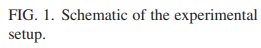 FIG. 1. Schematic of the experimental
setup.